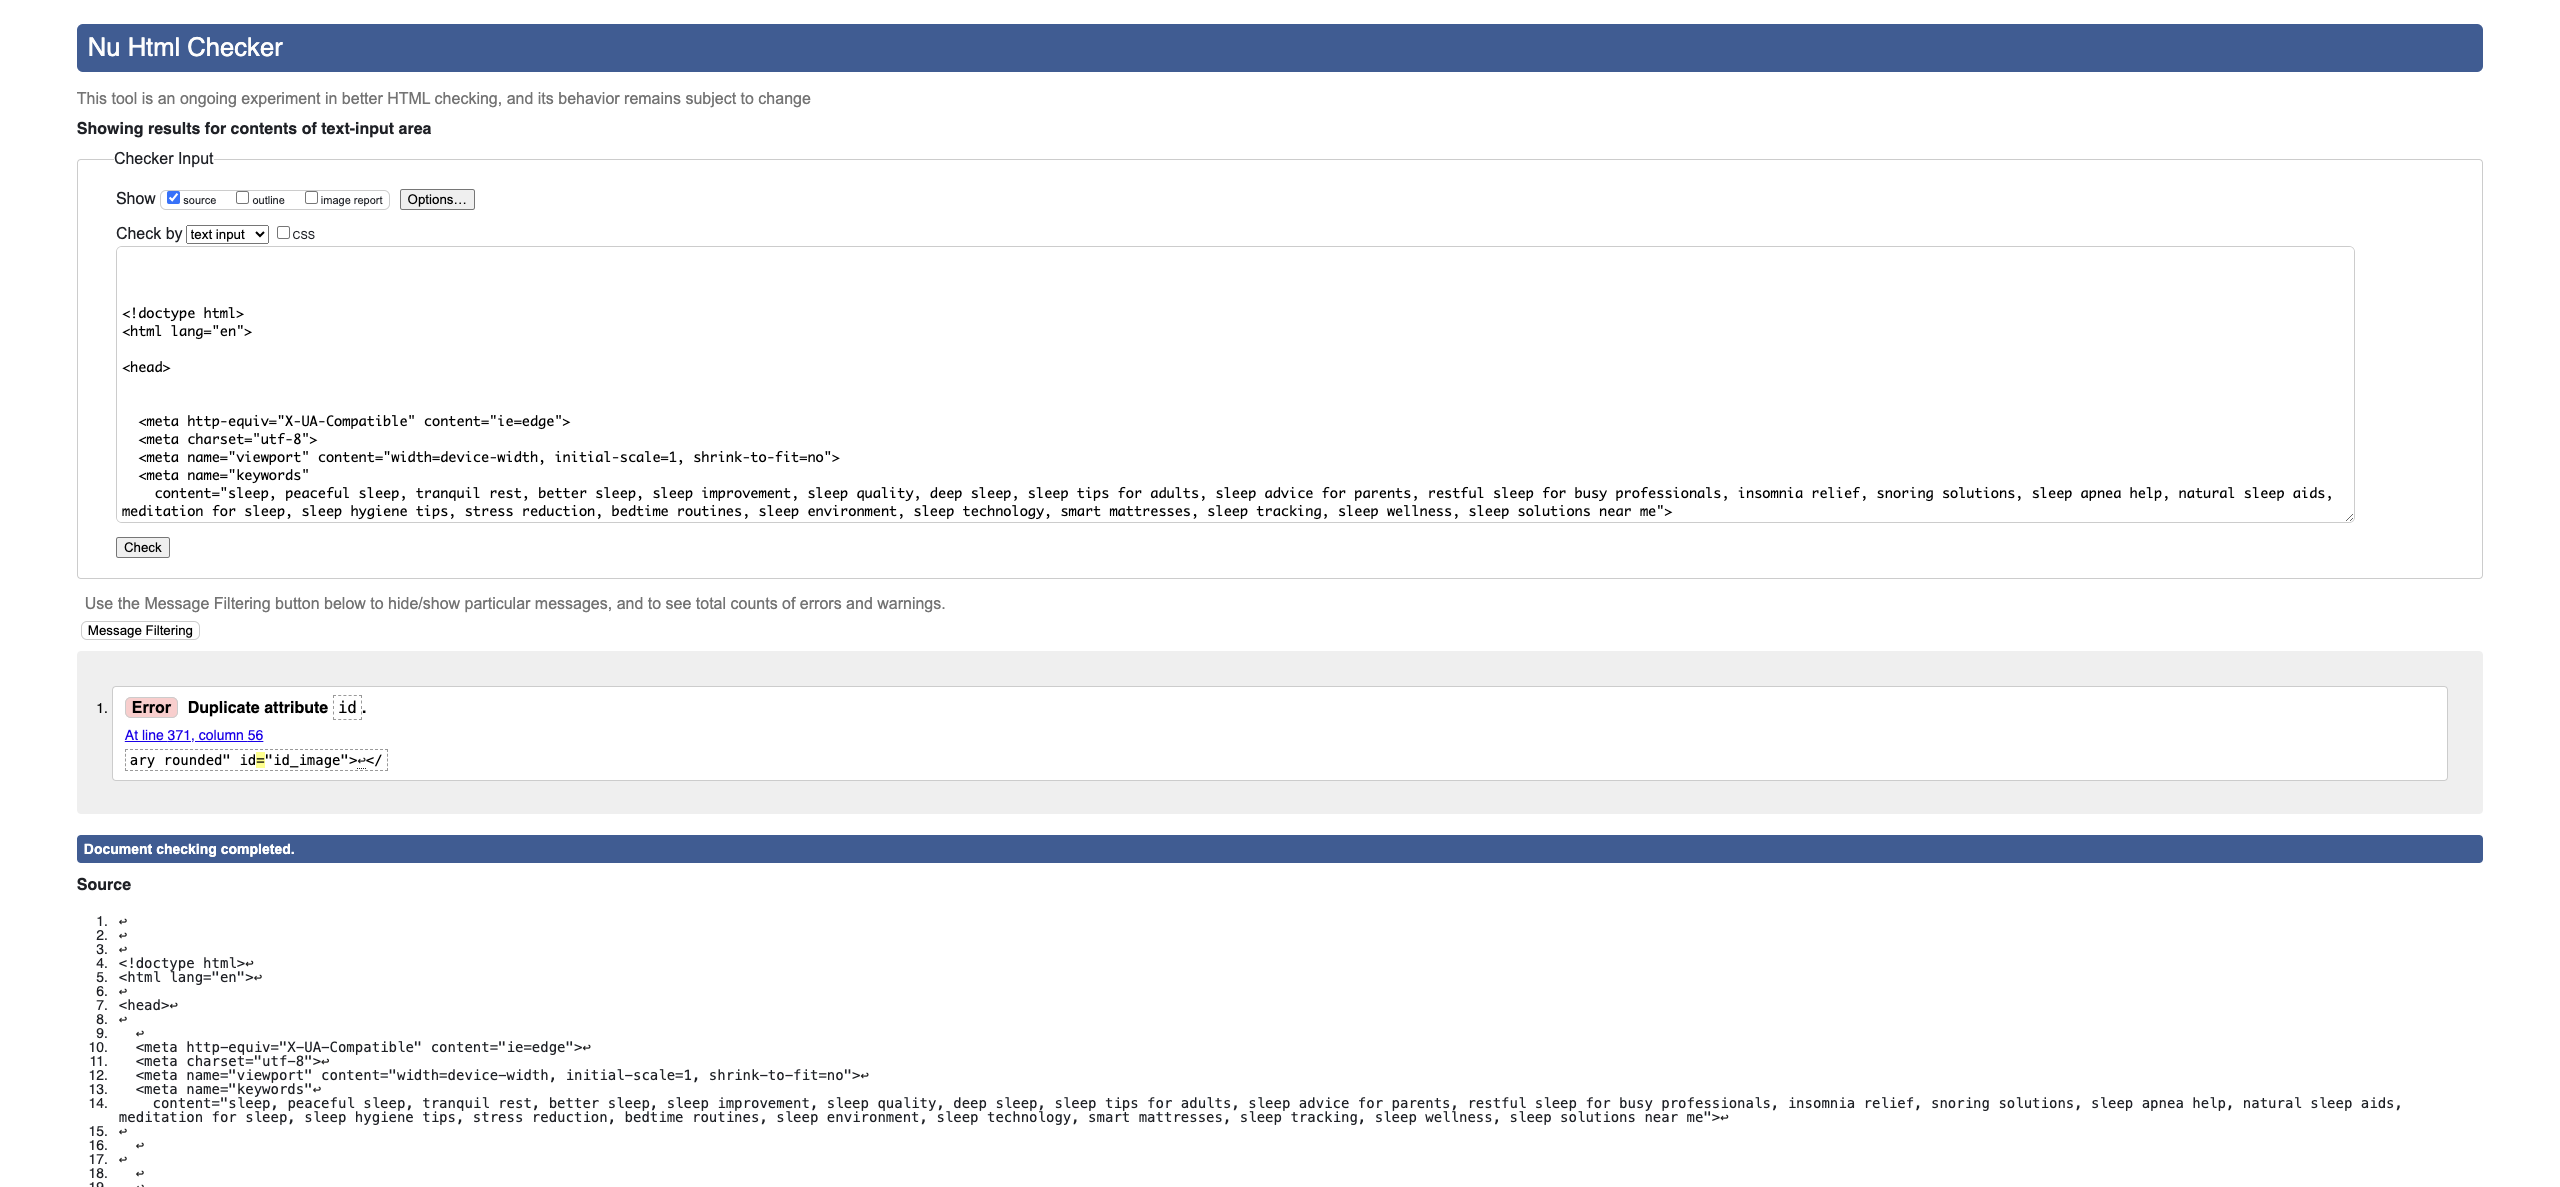 Nu Html Checker
This tool is an ongoing experiment in better HTML checking, and its behavior remains subject to change
Showing results for contents of text-input area
Checker Input
Show source outline image report Options...
Check by text input CSS
<!doctype html>
<html lang="en">
<head>
<meta http-equiv="X-UA-Compatible" content="ie=edge">
<meta charset="utf-8">
<meta name="viewport" content="width=device-width, initial-scale=1, shrink-to-fit=no">
<meta name="keywords"
content="sleep, peaceful sleep, tranquil rest, better sleep, sleep improvement, sleep quality, deep sleep, sleep tips for adults, sleep advice for parents, restful sleep for busy professionals, insomnia relief, snoring solutions, sleep apnea help, natural sleep aids,
meditation for sleep, sleep hygiene tips, stress reduction, bedtime routines, sleep environment, sleep technology, smart mattresses, sleep tracking, sleep wellness, sleep solutions near me">
Check
Use the Message Filtering button below to hide/show particular messages, and to see total counts of errors and warnings.
Message Filtering
1. Error Duplicate attribute id.
At line 371, column 56
ary rounded" id="id_image">↩</
Document checking completed.
Source
1. ↩
2. ↩
3. ↩
4. <!doctype html>↩
5. <html lang="en">↩
6. ↩
7. <head>↩
8. ↩
9. ↩
10. <meta http-equiv="X-UA-Compatible" content="ie=edge">↩
11. <meta charset="utf-8">↩
12. <meta name="viewport" content="width=device-width, initial-scale=1, shrink-to-fit=no">↩
13. <meta name="keywords"↩
14. content="sleep, peaceful sleep, tranquil rest, better sleep, sleep improvement, sleep quality, deep sleep, sleep tips for adults, sleep advice for parents, restful sleep for busy professionals, insomnia relief, snoring solutions, sleep apnea help, natural sleep aids,
meditation for sleep, sleep hygiene tips, stress reduction, bedtime routines, sleep environment, sleep technology, smart mattresses, sleep tracking, sleep wellness, sleep solutions near me">↩
15. ↩
16. ↩
17. ↩
18. ↩
19. ↩